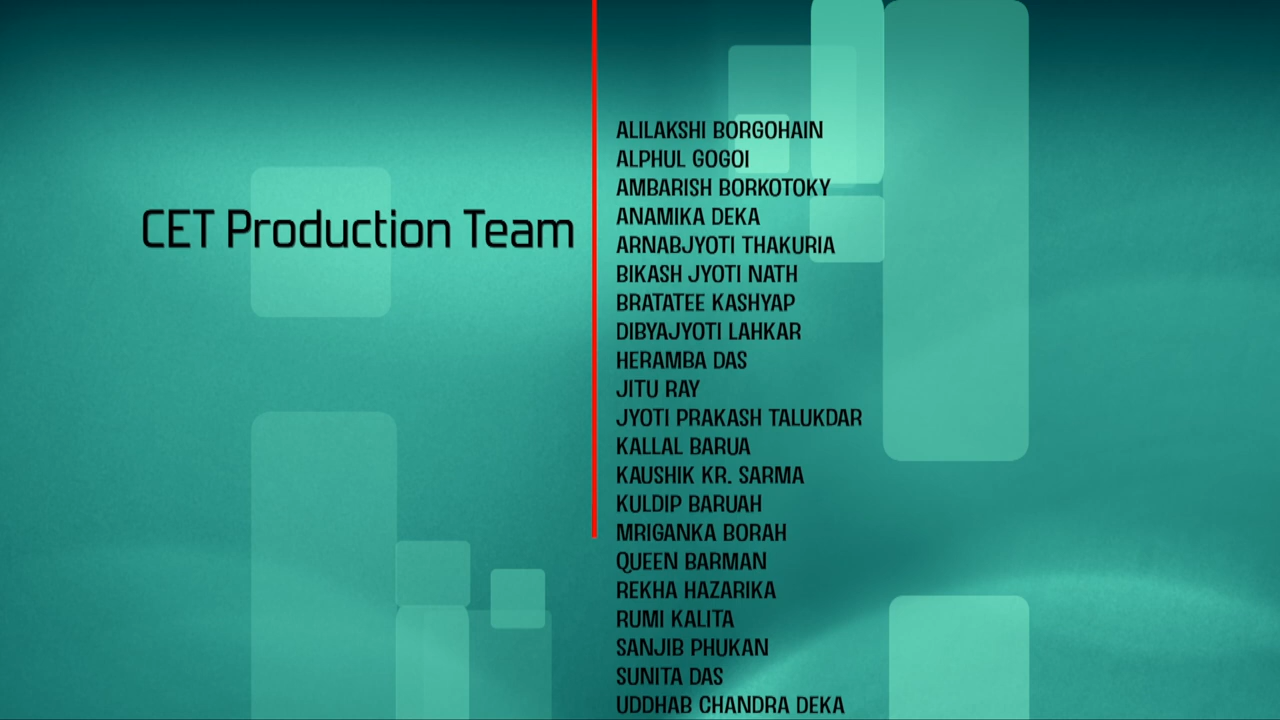 CET Production Team
ALILAKSHI BORGOHAIN
ALPHUL GOGOI
AMBARISH BORKOTOKY
ANAMIKA DEKA
ARNABJYOTI THAKURIA
BIKASH JYOTI NATH
BRATATEE KASHYAP
DIBYAJYOTI LAHKAR
HERAMBA DAS
JITU RAY
JYOTI PRAKASH TALUKDAR
KALLAL BARUA
KAUSHIK KR. SARMA
KULDIP BARUAH
MRIGANKA BORAH
QUEEN BARMAN
REKHA HAZARIKA
RUMI KALITA
SANJIB PHUKAN
SUNITA DAS
UDDHAB CHANDRA DEKA